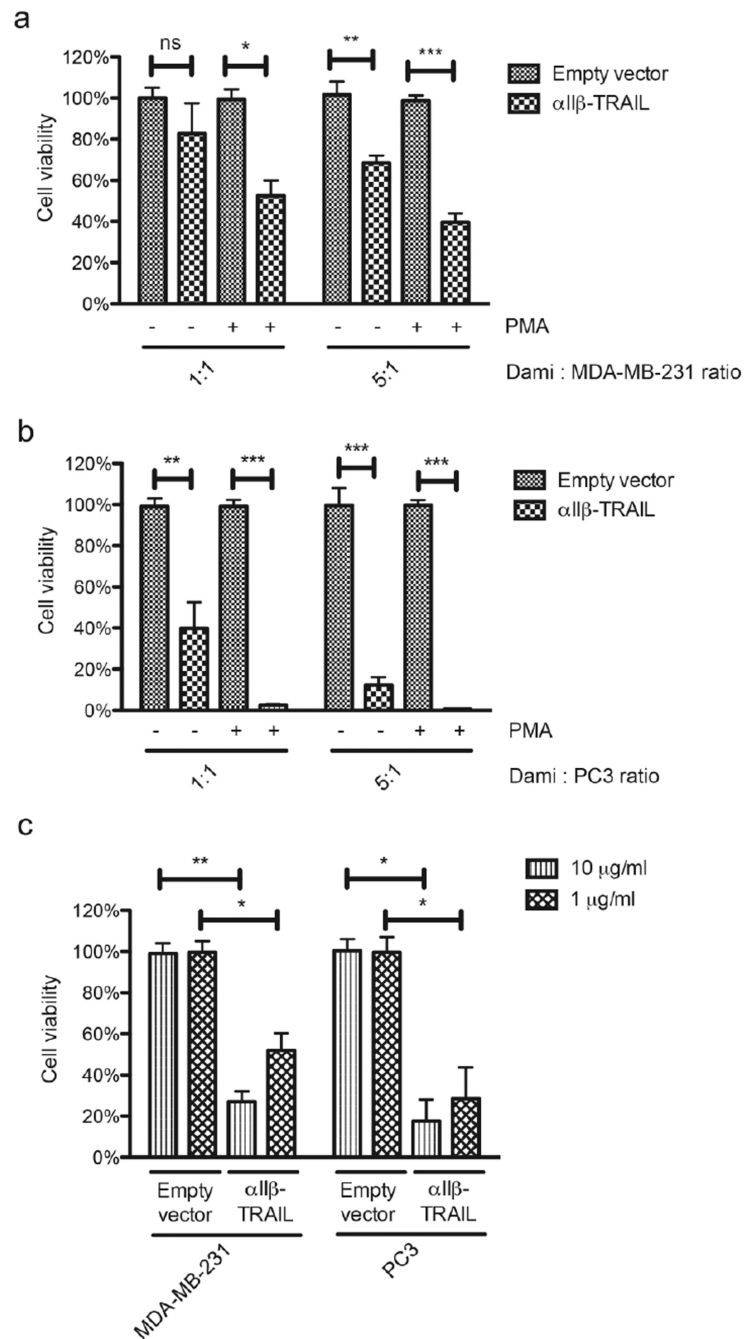 a
ns
*
**
***
120%
100%
80%
60%
40%
20%
0%
Cell viability
Empty vector
αIIβ-TRAIL
- - + + - - + + PMA
1:1 5:1
Dami : MDA-MB-231 ratio
b
**
***
***
***
120%
100%
80%
60%
40%
20%
0%
Cell viability
Empty vector
αIIβ-TRAIL
- - + + - - + + PMA
1:1 5:1
Dami : PC3 ratio
c
**
*
*
*
10 μg/ml
1 μg/ml
120%
100%
80%
60%
40%
20%
0%
Cell viability
Empty αIIβ- Empty αIIβ-
vector TRAIL vector TRAIL
MDA-MB-231 PC3